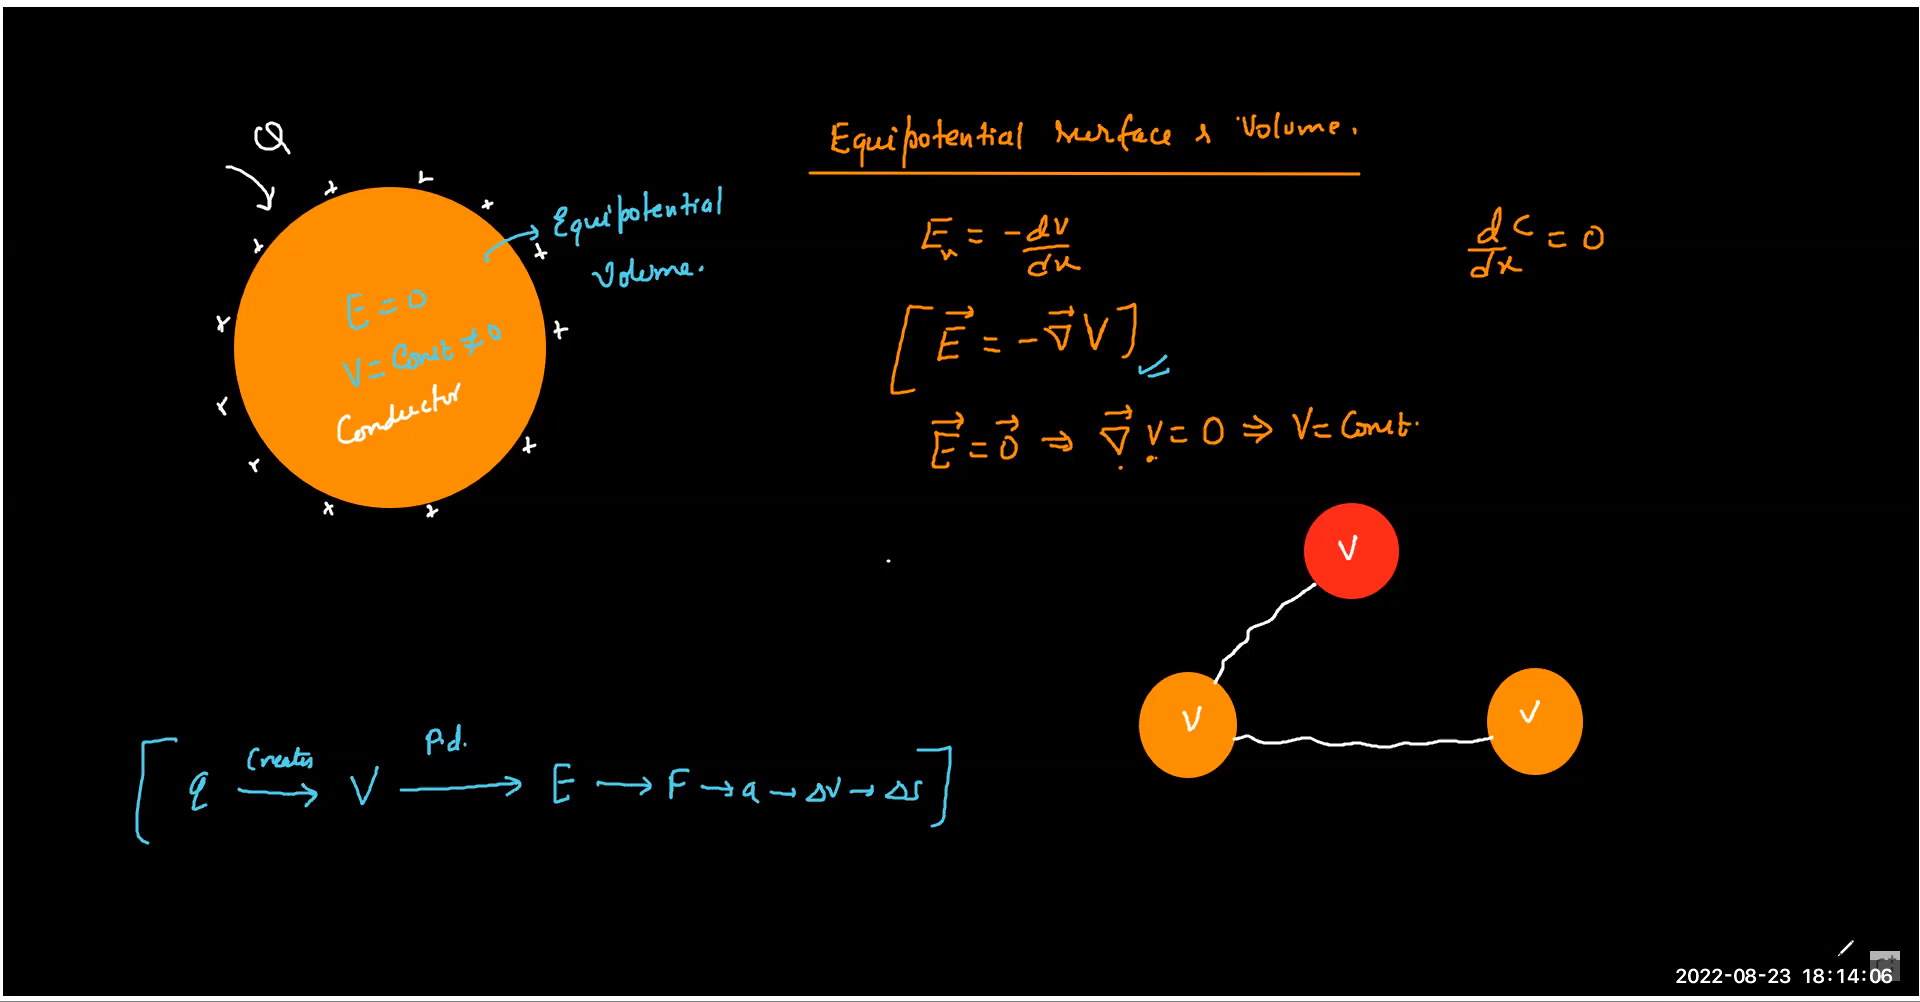 Equipotential surface & Volume.
Q
+ + + + + + + + + + + + +
Equipotential
Volume.
E = 0
V = Const ≠ 0
Conductor
Eₓ = -dV/dx
d/dx C = 0
[E⃗ = -∇⃗V]
E⃗ = 0⃗ ⇒ ∇⃗V = 0 ⇒ V = Const.
V
V
V
[q Creates → V P.d. → E → F → a → ΔV → ΔS]
2022-08-23 18:14:06